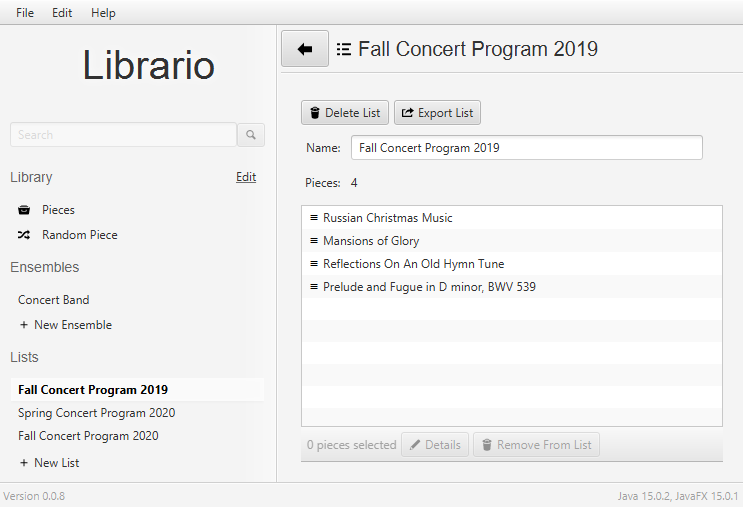 File Edit Help
Librario
Search
Library Edit
Pieces
Random Piece
Ensembles
Concert Band
+ New Ensemble
Lists
Fall Concert Program 2019
Spring Concert Program 2020
Fall Concert Program 2020
+ New List
Fall Concert Program 2019
Delete List Export List
Name: Fall Concert Program 2019
Pieces: 4
Russian Christmas Music
Mansions of Glory
Reflections On An Old Hymn Tune
Prelude and Fugue in D minor, BWV 539
0 pieces selected Details Remove From List
Version 0.0.8 Java 15.0.2, JavaFX 15.0.1